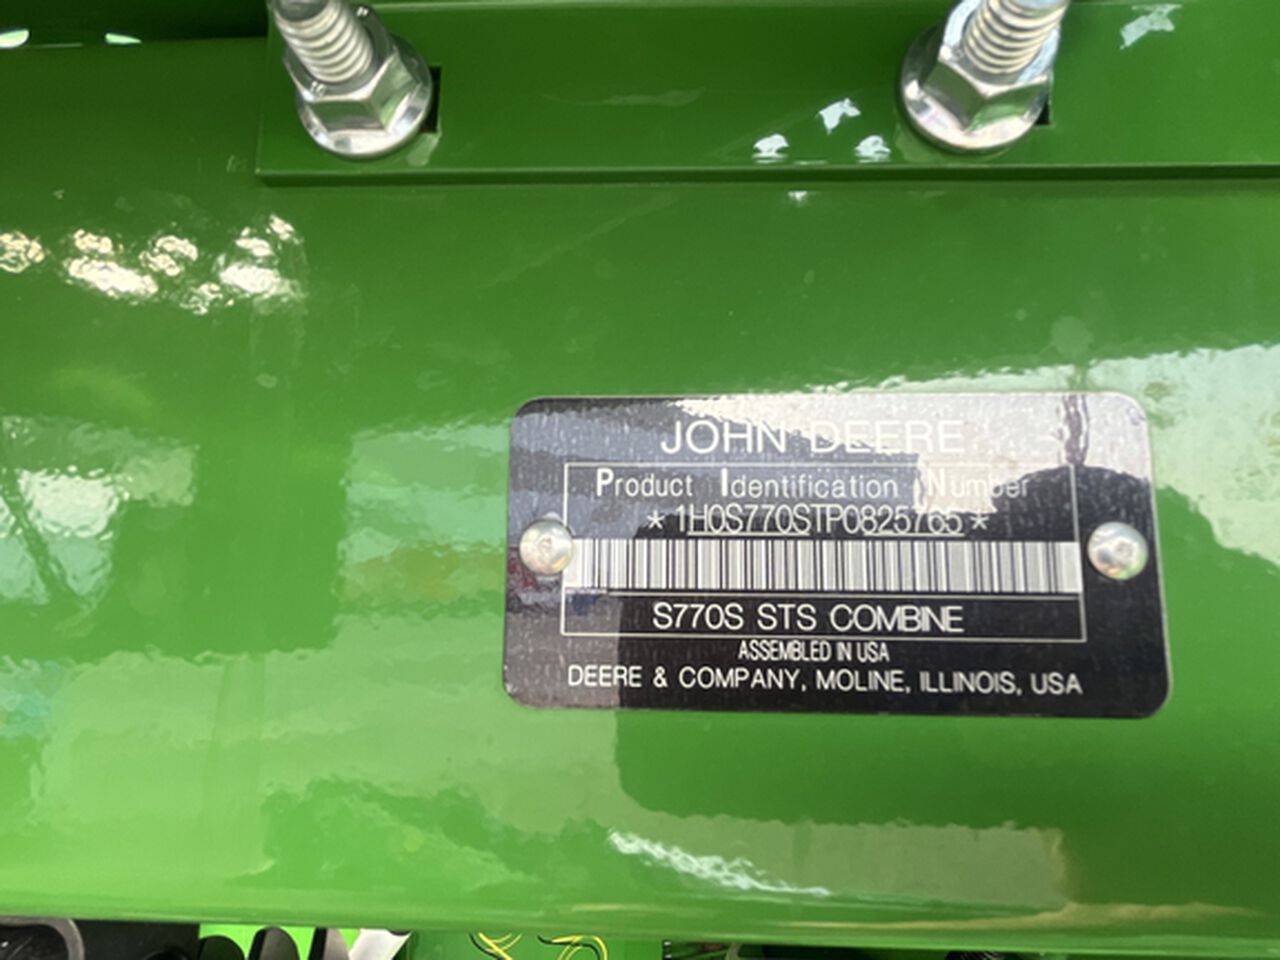 JOHN DEERE
Product Identification Number
*1H0S770STP0825765*
S770S STS COMBINE
ASSEMBLED IN USA
DEERE & COMPANY, MOLINE, ILLINOIS, USA